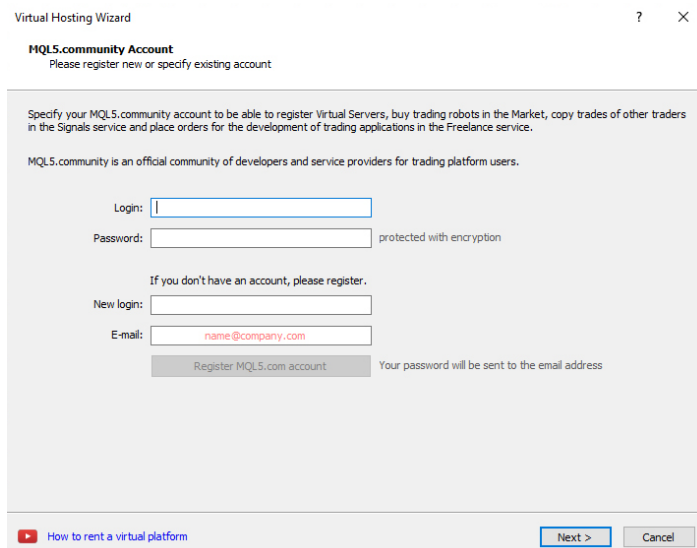 Virtual Hosting Wizard
?
MQL5.community Account
Please register new or specify existing account
Specify your MQL5.community account to be able to register Virtual Servers, buy trading robots in the Market, copy trades of other traders
in the Signals service and place orders for the development of trading applications in the Freelance service.
MQL5.community is an official community of developers and service providers for trading platform users.
Login:
Password: protected with encryption
If you don't have an account, please register.
New login:
E-mail: name@company.com
Register MQL5.com account Your password will be sent to the email address
How to rent a virtual platform Next > Cancel